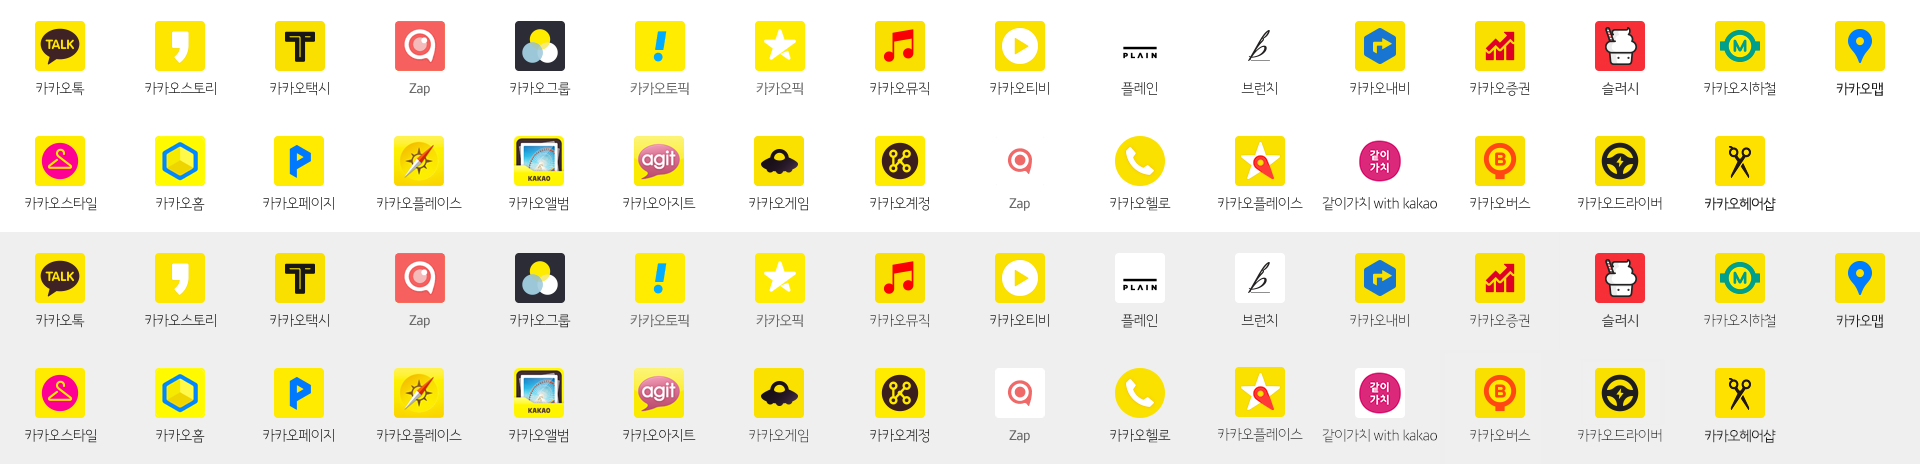 TALK T PLAIN b M
카카오톡 카카오스토리 카카오택시 Zap 카카오그룹 카카오토픽 카카오픽 카카오뮤직 카카오티비 플레인 브런치 카카오내비 카카오증권 슬러시 카카오지하철 카카오맵
P KAKAO agit K 같이 가치 B
카카오스타일 카카오홈 카카오페이지 카카오플레이스 카카오앨범 카카오아지트 카카오게임 카카오계정 Zap 카카오헬로 카카오플레이스 같이가치 with kakao 카카오버스 카카오드라이버 카카오헤어샵
TALK T PLAIN b M
카카오톡 카카오스토리 카카오택시 Zap 카카오그룹 카카오토픽 카카오픽 카카오뮤직 카카오티비 플레인 브런치 카카오내비 카카오증권 슬러시 카카오지하철 카카오맵
P KAKAO agit K 같이 가치 B
카카오스타일 카카오홈 카카오페이지 카카오플레이스 카카오앨범 카카오아지트 카카오게임 카카오계정 Zap 카카오헬로 카카오플레이스 같이가치 with kakao 카카오버스 카카오드라이버 카카오헤어샵